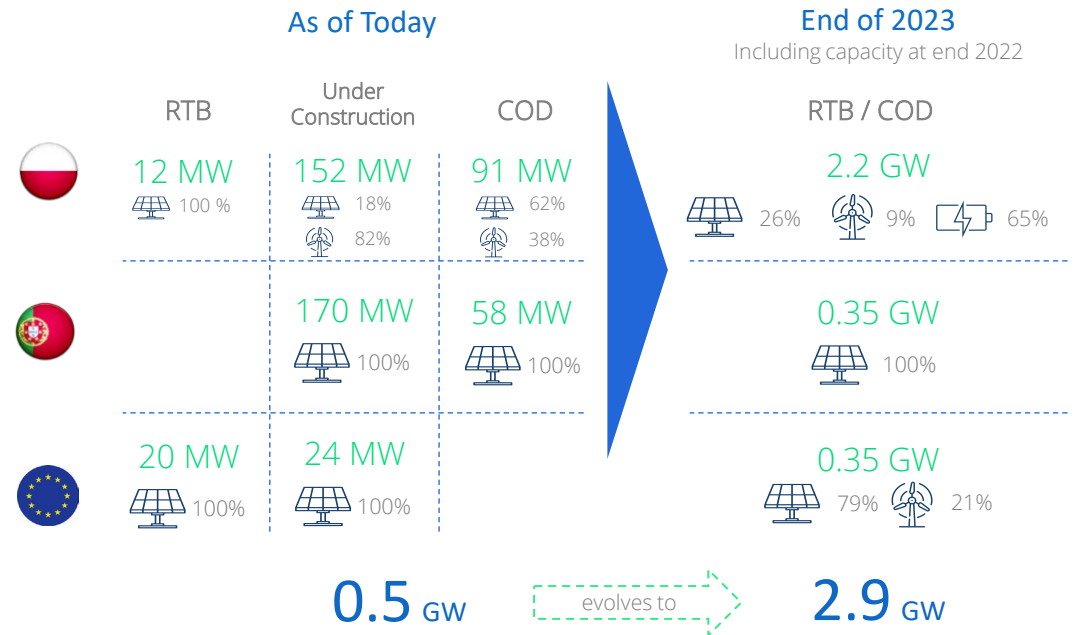 As of Today
End of 2023
Including capacity at end 2022
RTB
Under
Construction
COD
RTB / COD
12 MW
152 MW
91 MW
2.2 GW
100 %
18%
62%
26%
9%
65%
82%
38%
170 MW
58 MW
0.35 GW
100%
100%
100%
20 MW
24 MW
0.35 GW
100%
100%
79%
21%
0.5 GW
evolves to
2.9 GW